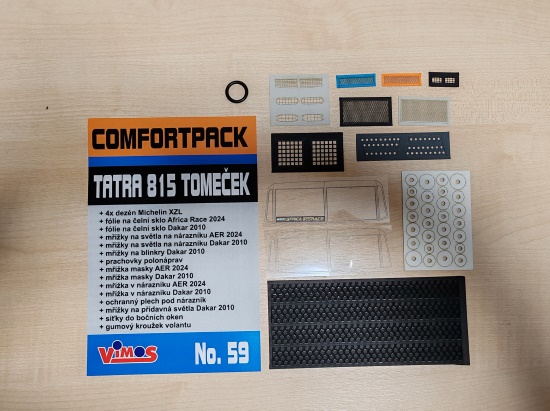 COMFORTPACK
TATRA 815 TOMEČEK
+ 4x dezén Michelin XZL
+ fólie na čelní sklo Africa Race 2024
+ fólie na čelní sklo Dakar 2010
+ mřížky na světla na nárazníku AER 2024
+ mřížky na světla na nárazníku Dakar 2010
+ mřížky na blinkry Dakar 2010
+ prachovky polonáprav
+ mřížka masky AER 2024
+ mřížka masky Dakar 2010
+ mřížka v nárazníku AER 2024
+ mřížka v nárazníku Dakar 2010
+ ochranný plech pod nárazník
+ mřížky na přídavná světla Dakar 2010
+ síťky do bočních oken
+ gumový kroužek volantu
ViMOS
No. 59